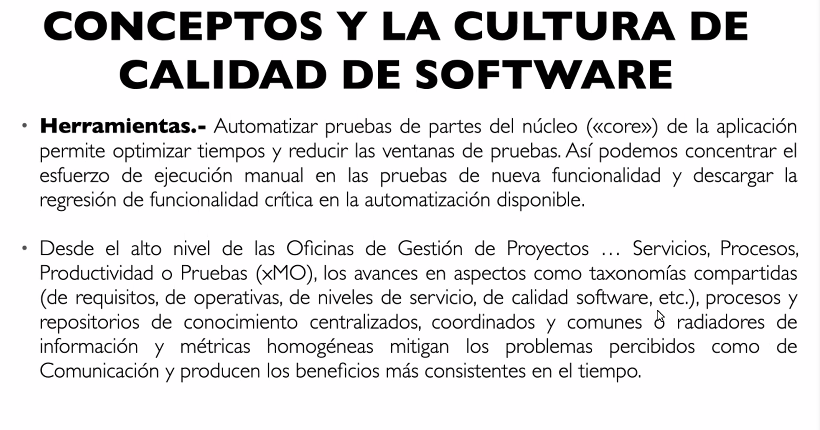 CONCEPTOS Y LA CULTURA DE
CALIDAD DE SOFTWARE
• Herramientas.- Automatizar pruebas de partes del núcleo («core») de la aplicación
permite optimizar tiempos y reducir las ventanas de pruebas. Así podemos concentrar el
esfuerzo de ejecución manual en las pruebas de nueva funcionalidad y descargar la
regresión de funcionalidad crítica en la automatización disponible.
• Desde el alto nivel de las Oficinas de Gestión de Proyectos … Servicios, Procesos,
Productividad o Pruebas (xMO), los avances en aspectos como taxonomías compartidas
(de requisitos, de operativas, de niveles de servicio, de calidad software, etc.), procesos y
repositorios de conocimiento centralizados, coordinados y comunes o radiadores de
información y métricas homogéneas mitigan los problemas percibidos como de
Comunicación y producen los beneficios más consistentes en el tiempo.